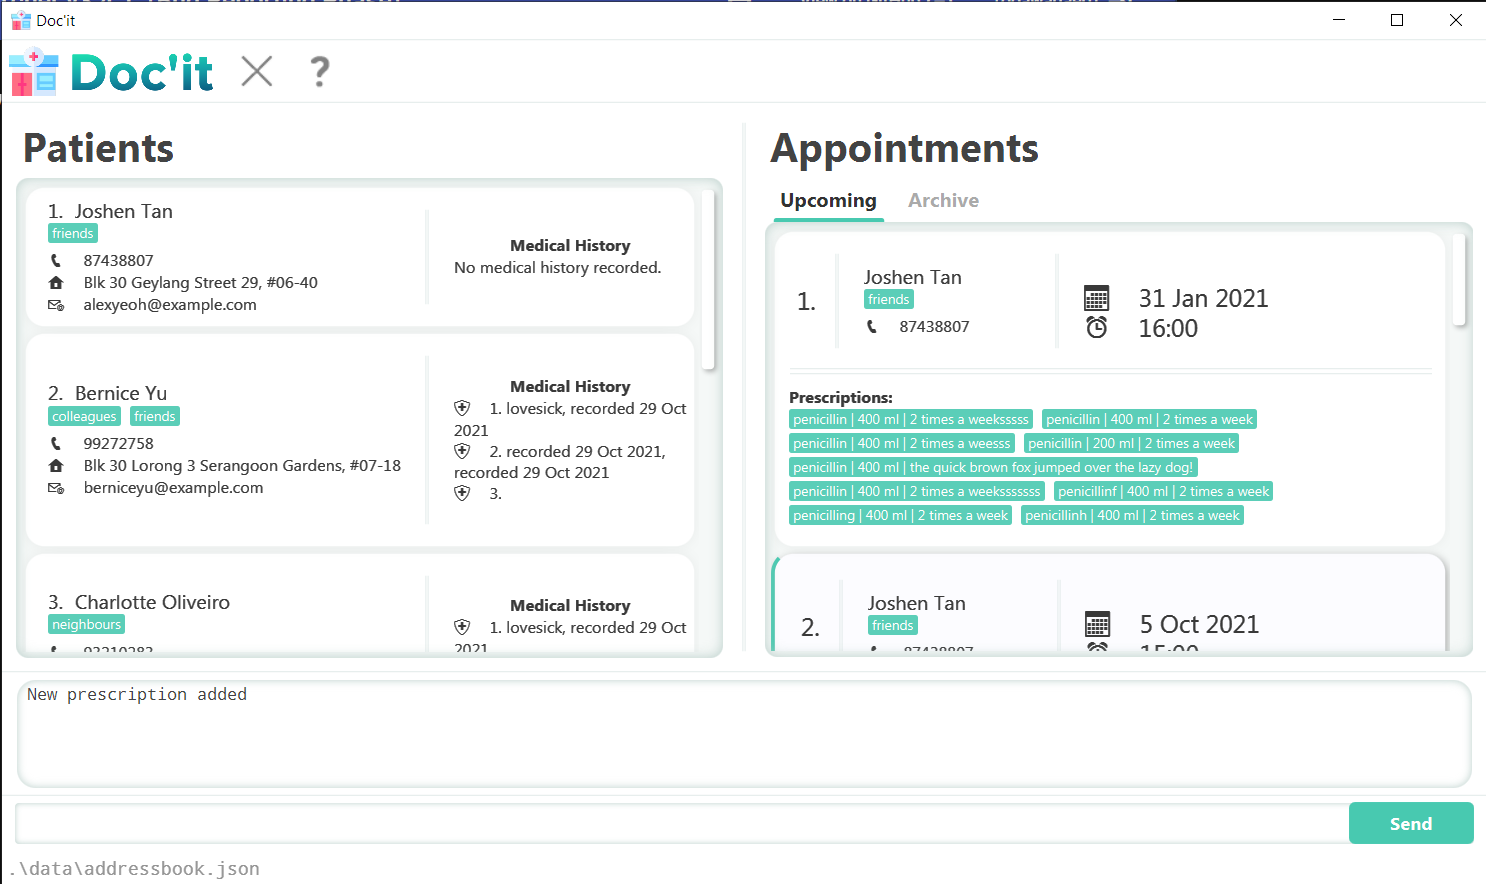 Doc'it
Doc'it
Patients
1. Joshen Tan
friends
87438807
Blk 30 Geylang Street 29, #06-40
alexyeoh@example.com
Medical History
No medical history recorded.
2. Bernice Yu
colleagues friends
99272758
Blk 30 Lorong 3 Serangoon Gardens, #07-18
berniceyu@example.com
Medical History
1. lovesick, recorded 29 Oct
2021
2. recorded 29 Oct 2021,
recorded 29 Oct 2021
3.
3. Charlotte Oliveiro
neighbours
93210283
Medical History
1. lovesick, recorded 29 Oct
2021
Appointments
Upcoming Archive
1.
Joshen Tan
friends
87438807
31 Jan 2021
16:00
Prescriptions:
penicillin | 400 ml | 2 times a weeksssss penicillin | 400 ml | 2 times a week
penicillin | 400 ml | 2 times a weesss penicillin | 200 ml | 2 times a week
penicillin | 400 ml | the quick brown fox jumped over the lazy dog!
penicillin | 400 ml | 2 times a weeksssssss penicillinf | 400 ml | 2 times a week
penicilling | 400 ml | 2 times a week penicillinh | 400 ml | 2 times a week
2.
Joshen Tan
friends
87438807
5 Oct 2021
15:00
New prescription added
Send
.\data\addressbook.json